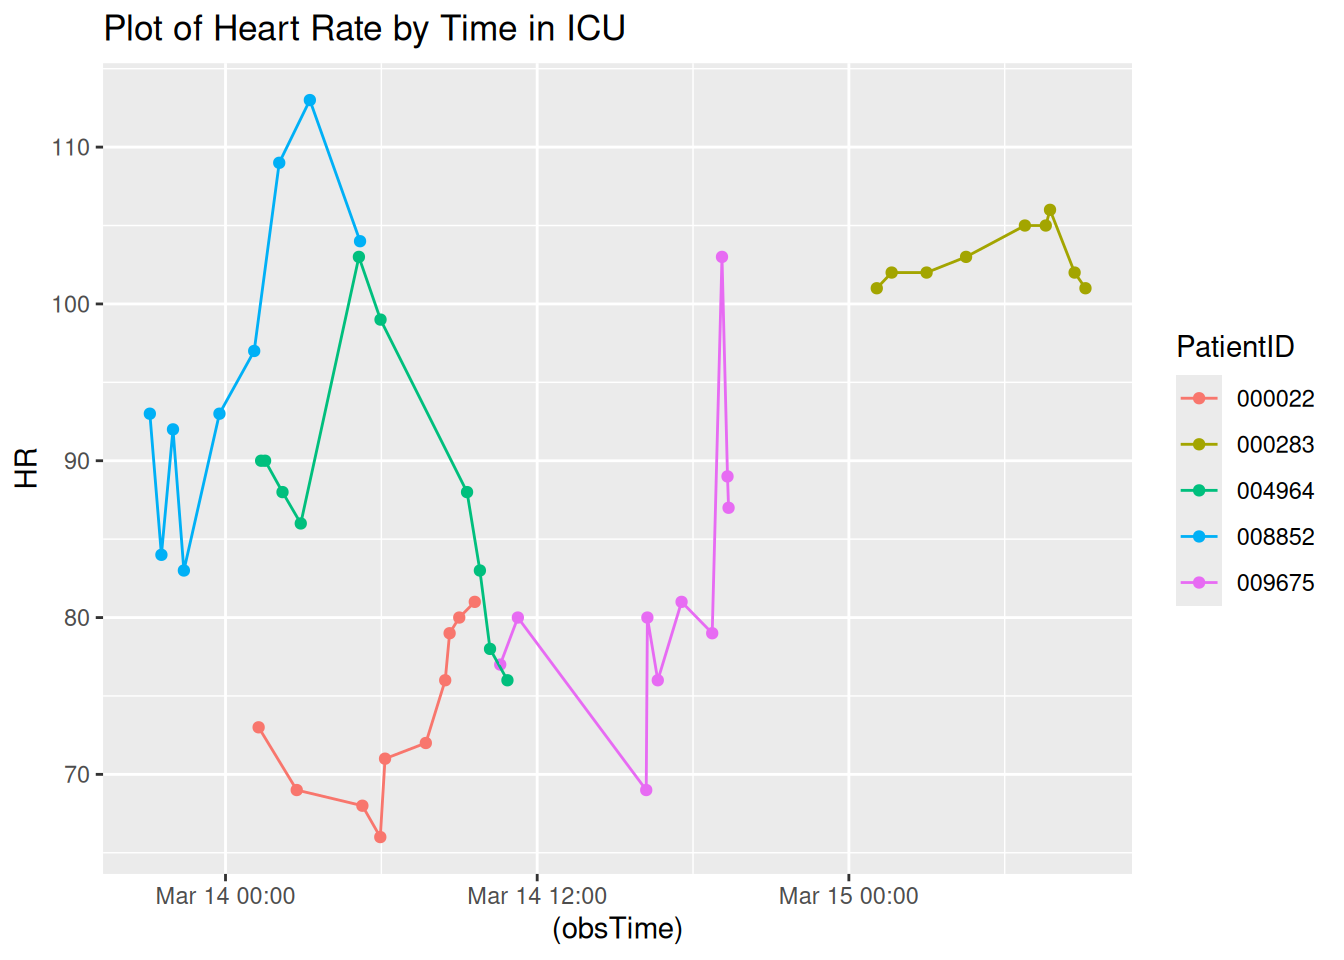 Plot of Heart Rate by Time in ICU
HR
110
100
90
80
70
Mar 14 00:00
Mar 14 12:00
Mar 15 00:00
(obsTime)
PatientID
000022
000283
004964
008852
009675